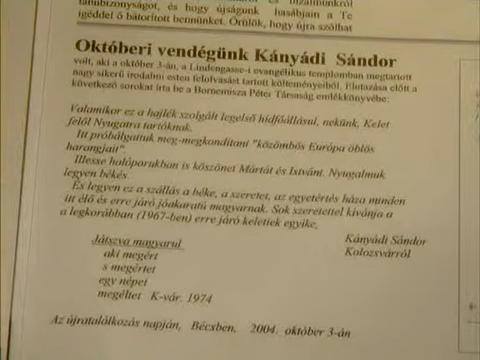 tanúbizonyságot, és hogy újságunk hasábjain a Te
igéddel ő bátorított bennünket. Örülök, hogy újra szólhat
Októberi vendégünk Kányádi Sándor
volt, aki a október 3-án, a Lindengasse-i evangélikus templomban megtartott
nagy sikerű irodalmi esten felolvasást tartott költeményeiből. Elutazása előtt a
következő sorokat írta be a Bornemisza Péter Társaság emlékkönyvébe:
Valamikor ez a hajlék szolgált legelső hídfőállásul, nekünk, Kelet
felől Nyugatra tartóknak.
Itt próbálgattuk meg-megkondítani "közömbös Európa öblös
harangjait".
Illesse holóporukban is köszönet Mártát és Istvánt. Nyugalmuk
legyen békés.
És legyen ez a szállás a béke, a szeretet, az egyetértés háza minden
itt élő és erre járó jóakaratú magyarnak. Sok szeretettel kívánja a
a legkorábban (1967-ben) erre járó keletiek egyike,
Kányádi Sándor
Kolozsvárról
Játszva magyarul
aki megért
s megértet
egy népet
megéltet K-vár. 1974
Az újratalálkozás napján, Bécsben, 2004. október 3-án